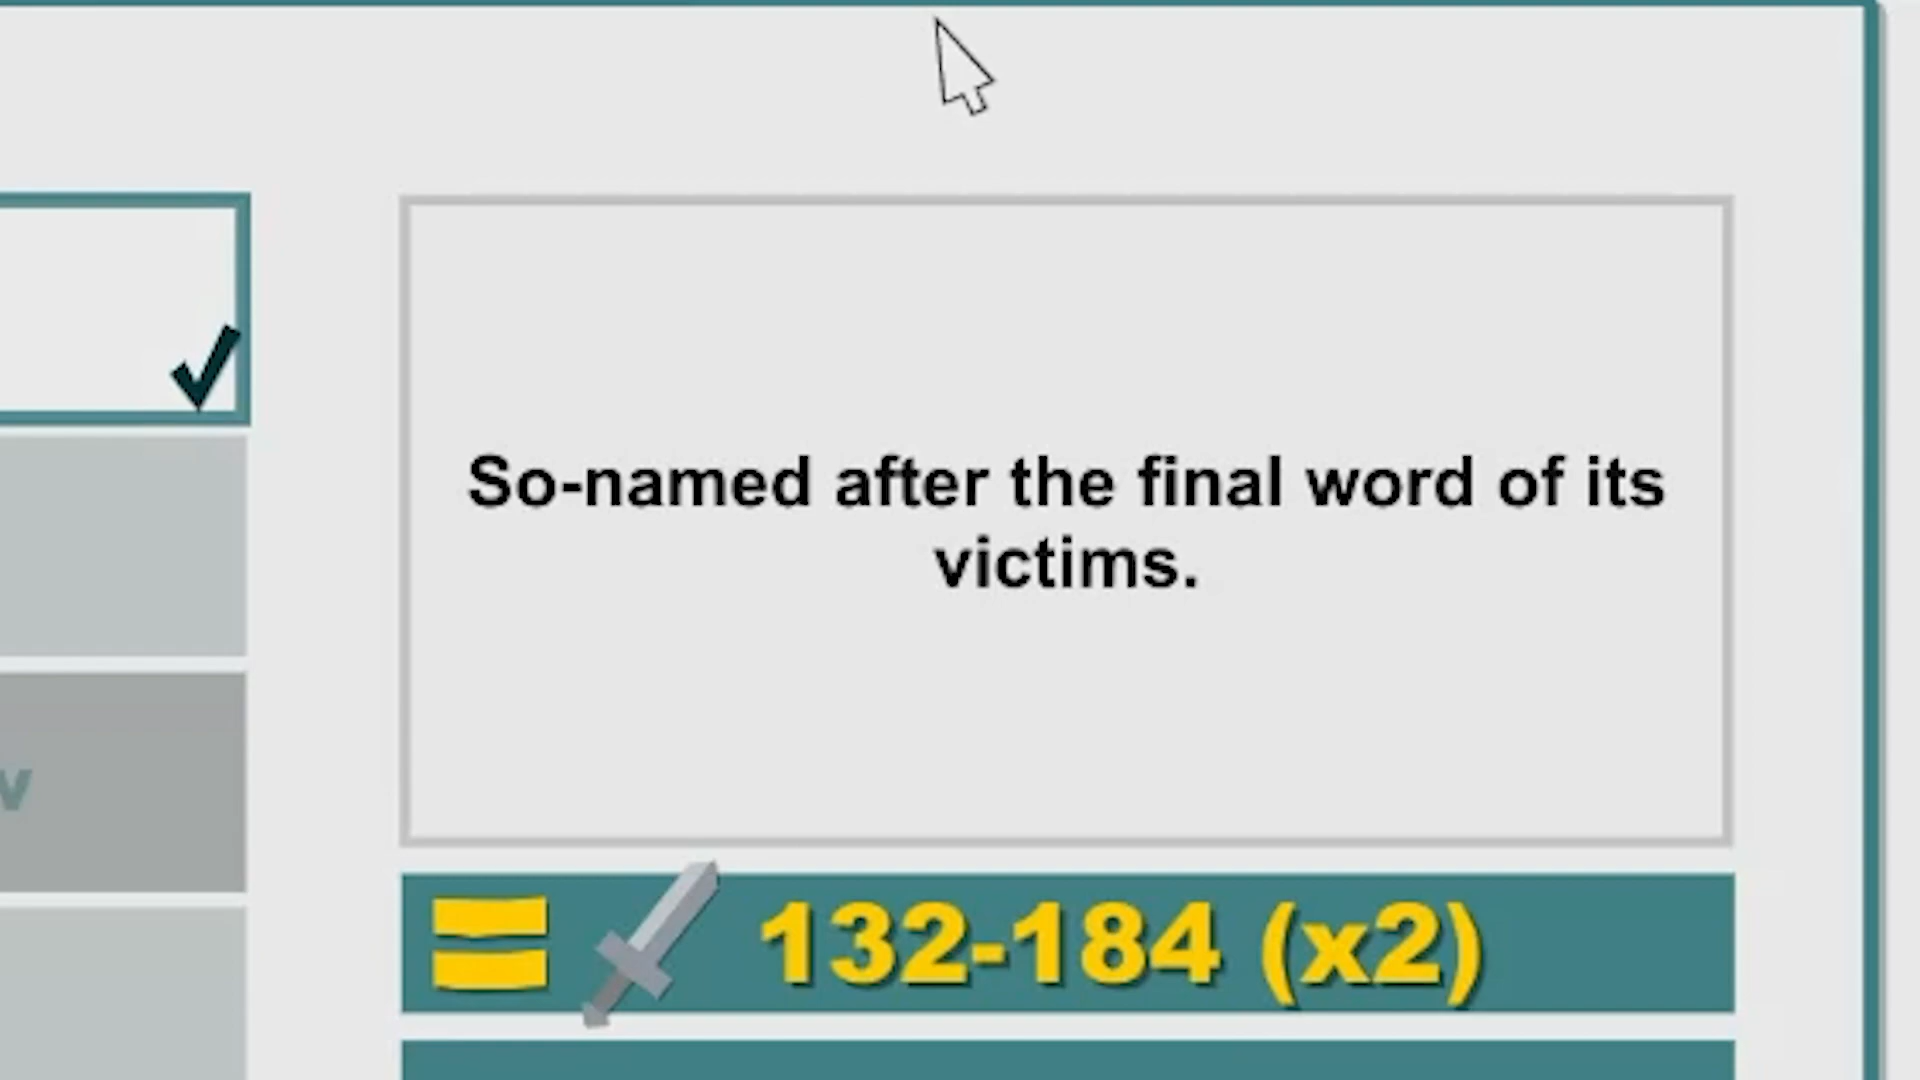 So-named after the final word of its
victims.
v
= 132-184 (x2)